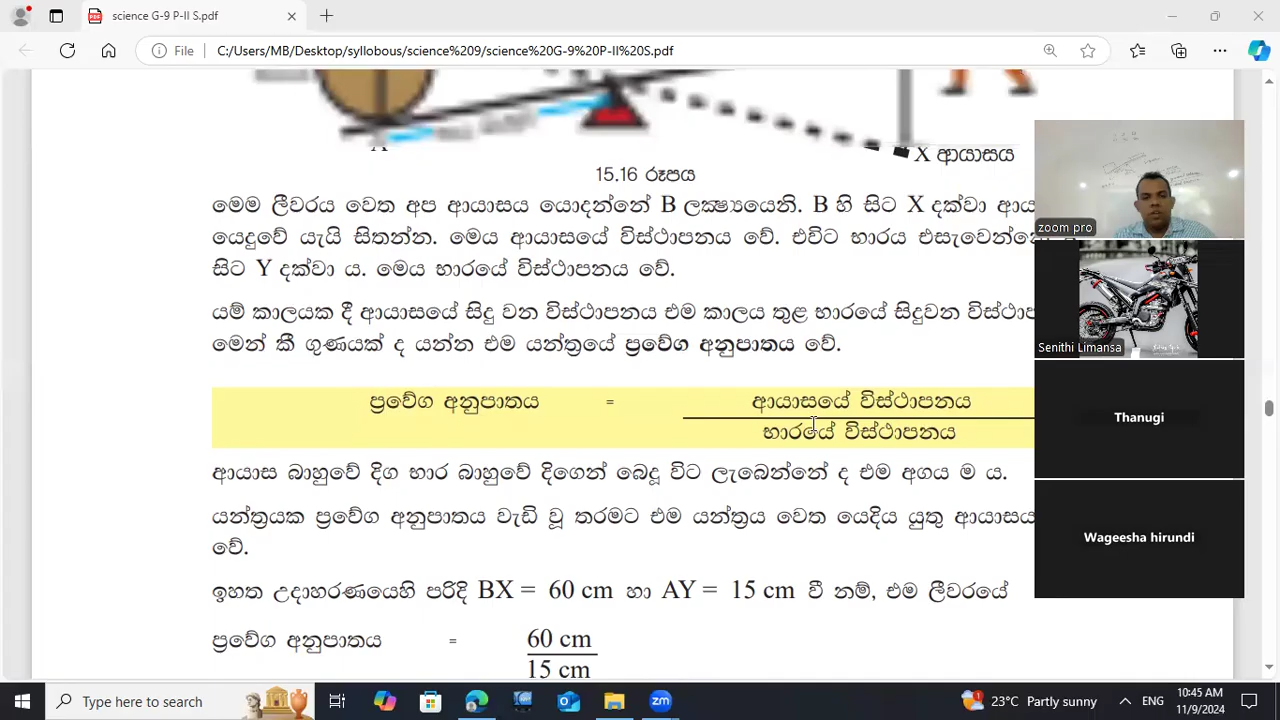 science G-9 P-II S.pdf
File
C:/Users/MB/Desktop/syllobous/science%209/science%20G-9%20P-II%20S.pdf
X ආයාසය
15.16 රූපය
මෙම ලීවරය වෙත අප ආයාසය යොදන්නේ B ලක්‍ෂ්‍යයෙනි. B හි සිට X දක්වා
යෙදුවේ යැයි සිතන්න. මෙය ආයාසයේ විස්ථාපනය වේ. එවිට භාරය එසැවෙන්නේ
සිට Y දක්වා ය. මෙය භාරයේ විස්ථාපනය වේ.
යම් කාලයක දී ආයාසයේ සිදු වන විස්ථාපනය එම කාලය තුළ භාරයේ සිදුවන
මෙන් කී ගුණයක් ද යන්න එම යන්ත්‍රයේ ප්‍රවේග අනුපාතය වේ.
ප්‍රවේග අනුපාතය = ආයාසයේ විස්ථාපනය
භාරයේ විස්ථාපනය
ආයාස බාහුවේ දිග භාර බාහුවේ දිගෙන් බෙදූ විට ලැබෙන්නේ ද එම අගය ම ය.
යන්ත්‍රයක ප්‍රවේග අනුපාතය වැඩි වූ තරමට එම යන්ත්‍රය වෙත යෙදිය යුතු ආයාසය
වේ.
ඉහත උදාහරණයෙහි පරිදි BX = 60 cm හා AY = 15 cm වී නම්, එම ලීවරයේ
ප්‍රවේග අනුපාතය = 60 cm
15 cm
zoom pro
Senithi Limansa
Thanugi
Wageesha hirundi
Type here to search
23°C Partly sunny
ENG
10:45 AM
11/9/2024